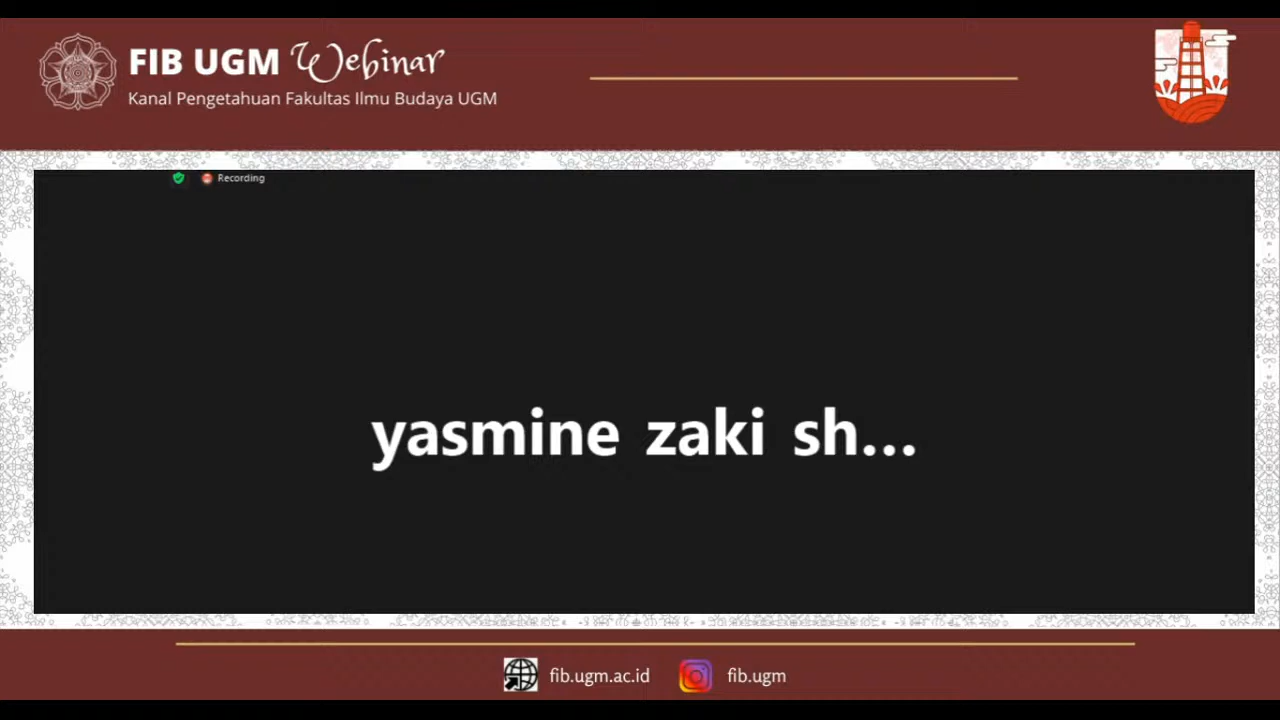 FIB UGM Webinar
Kanal Pengetahuan Fakultas Ilmu Budaya UGM
Recording
yasmine zaki sh...
fib.ugm.ac.id
fib.ugm